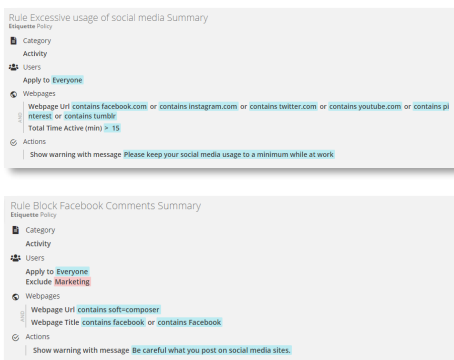 Rule Excessive usage of social media Summary
Etiquette Policy
Category
Activity
Users
Apply to Everyone
Webpages
AND
Webpage Url contains facebook.com or contains instagram.com or contains twitter.com or contains youtube.com or contains pi
nterest or contains tumblr
Total Time Active (min) > 15
Actions
Show warning with message Please keep your social media usage to a minimum while at work
Rule Block Facebook Comments Summary
Etiquette Policy
Category
Activity
Users
Apply to Everyone
Exclude Marketing
Webpages
AND
Webpage Url contains soft=composer
Webpage Title contains facebook or contains Facebook
Actions
Show warning with message Be careful what you post on social media sites.